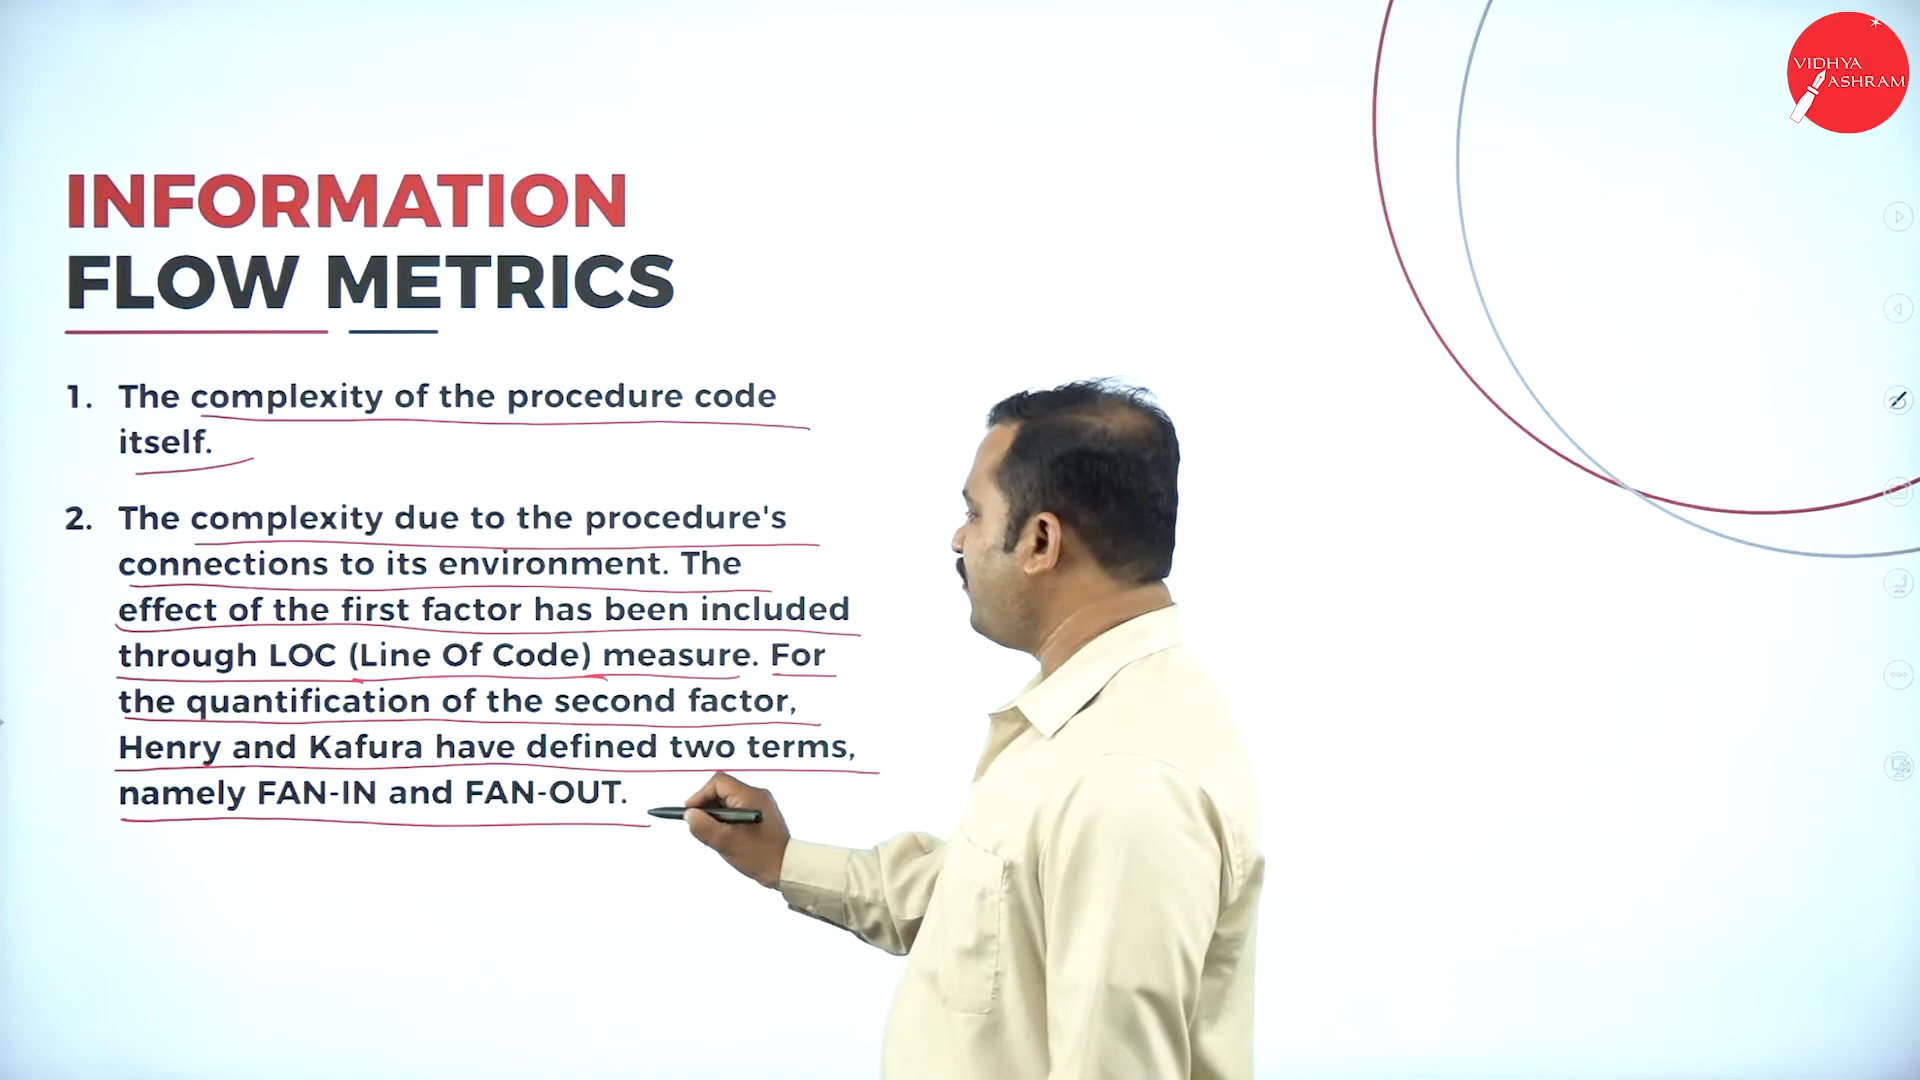 VIDHYA
ASHRAM
INFORMATION
FLOW METRICS
1. The complexity of the procedure code
itself.
2. The complexity due to the procedure's
connections to its environment. The
effect of the first factor has been included
through LOC (Line Of Code) measure. For
the quantification of the second factor,
Henry and Kafura have defined two terms,
namely FAN-IN and FAN-OUT.